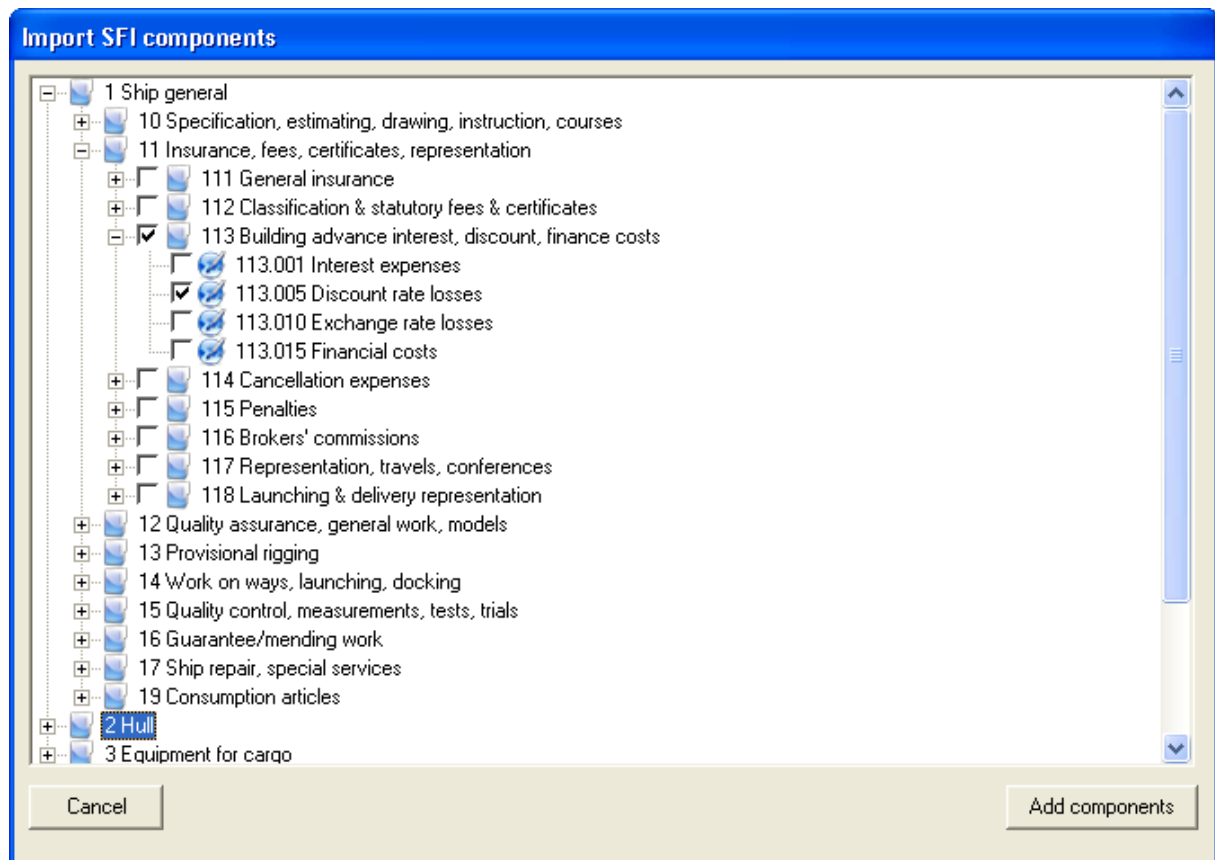 Import SFI components
1 Ship general
10 Specification, estimating, drawing, instruction, courses
11 Insurance, fees, certificates, representation
111 General insurance
112 Classification & statutory fees & certificates
113 Building advance interest, discount, finance costs
113.001 Interest expenses
113.005 Discount rate losses
113.010 Exchange rate losses
113.015 Financial costs
114 Cancellation expenses
115 Penalties
116 Brokers' commissions
117 Representation, travels, conferences
118 Launching & delivery representation
12 Quality assurance, general work, models
13 Provisional rigging
14 Work on ways, launching, docking
15 Quality control, measurements, tests, trials
16 Guarantee/mending work
17 Ship repair, special services
19 Consumption articles
2 Hull
3 Equipment for cargo
Cancel Add components